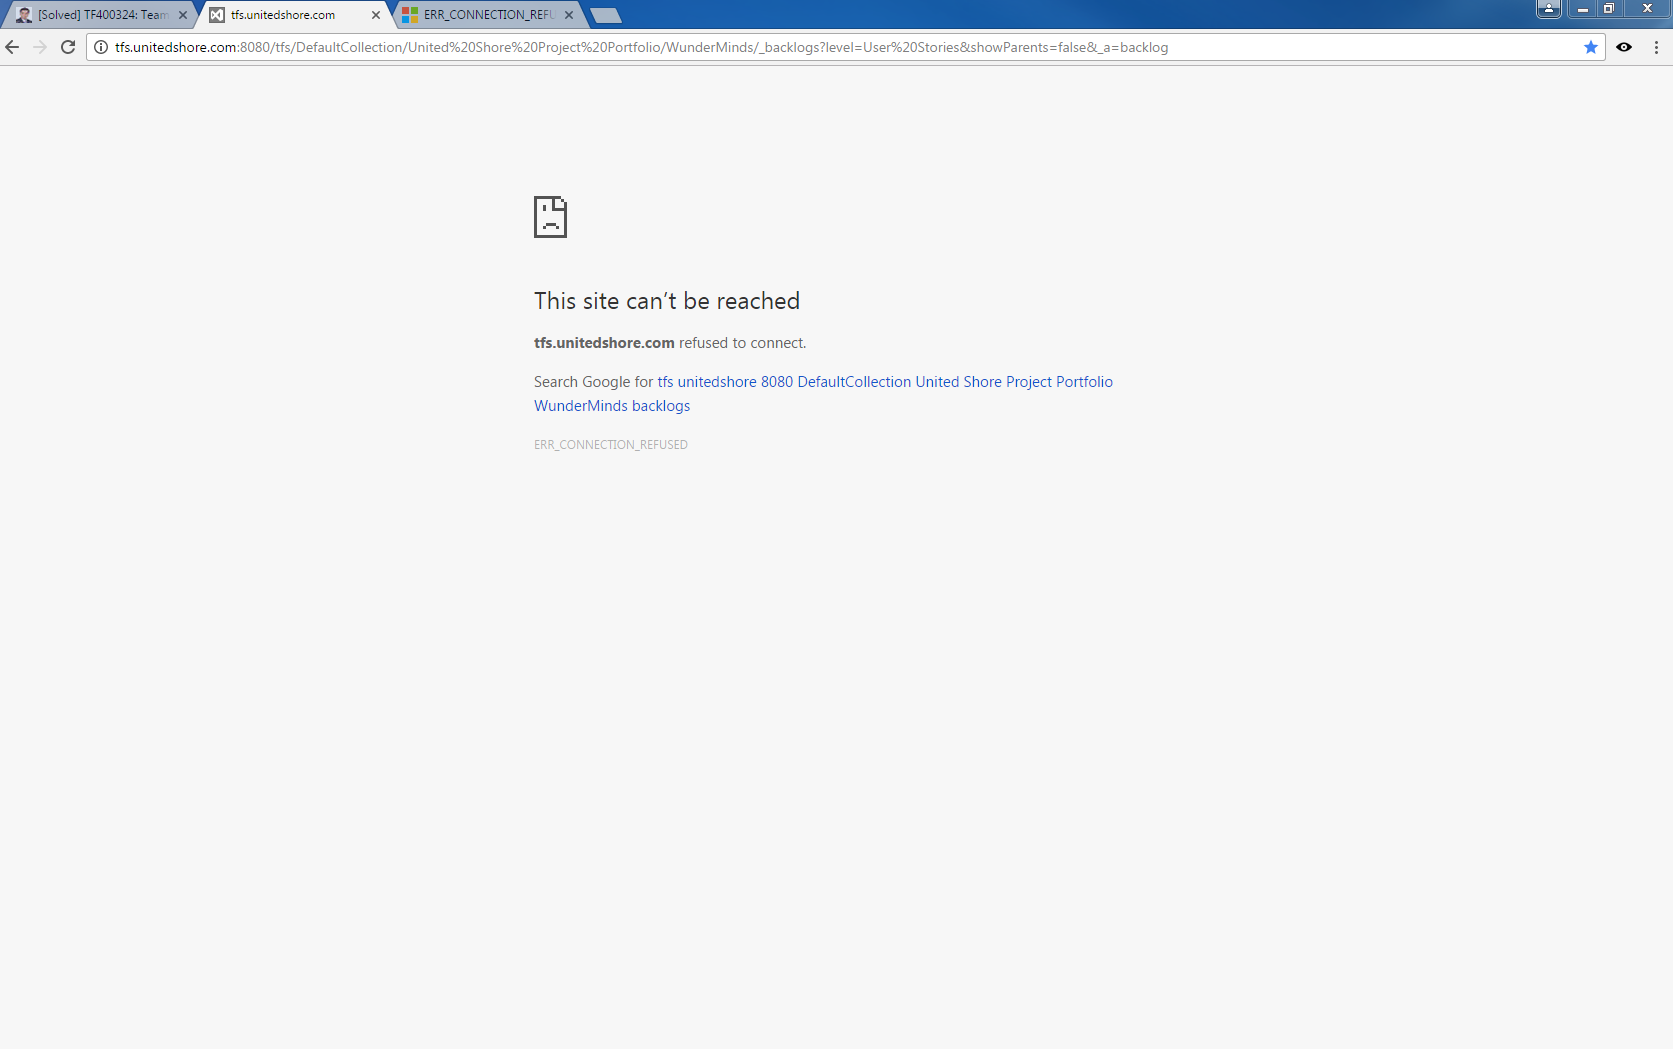 [Solved] TF400324: Team
tfs.unitedshore.com
ERR_CONNECTION_REFU
tfs.unitedshore.com:8080/tfs/DefaultCollection/United%20Shore%20Project%20Portfolio/WunderMinds/_backlogs?level=User%20Stories&showParents=false&_a=backlog
This site can’t be reached
tfs.unitedshore.com refused to connect.
Search Google for tfs unitedshore 8080 DefaultCollection United Shore Project Portfolio
WunderMinds backlogs
ERR_CONNECTION_REFUSED